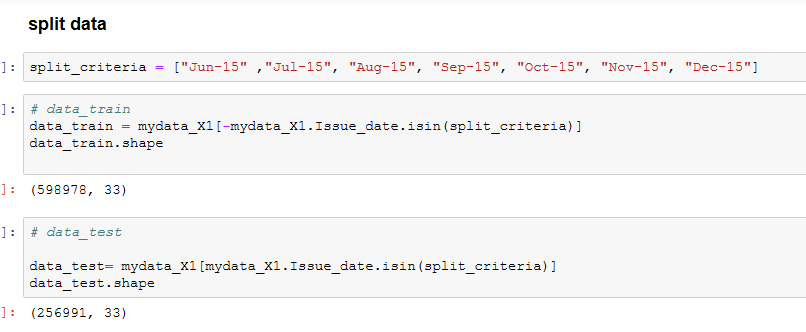 split data
]: split_criteria = ["Jun-15" ,"Jul-15", "Aug-15", "Sep-15", "Oct-15", "Nov-15", "Dec-15"]
]: # data_train
data_train = mydata_X1[-mydata_X1.Issue_date.isin(split_criteria)]
data_train.shape
]: (598978, 33)
]: # data_test
data_test= mydata_X1[mydata_X1.Issue_date.isin(split_criteria)]
data_test.shape
]: (256991, 33)